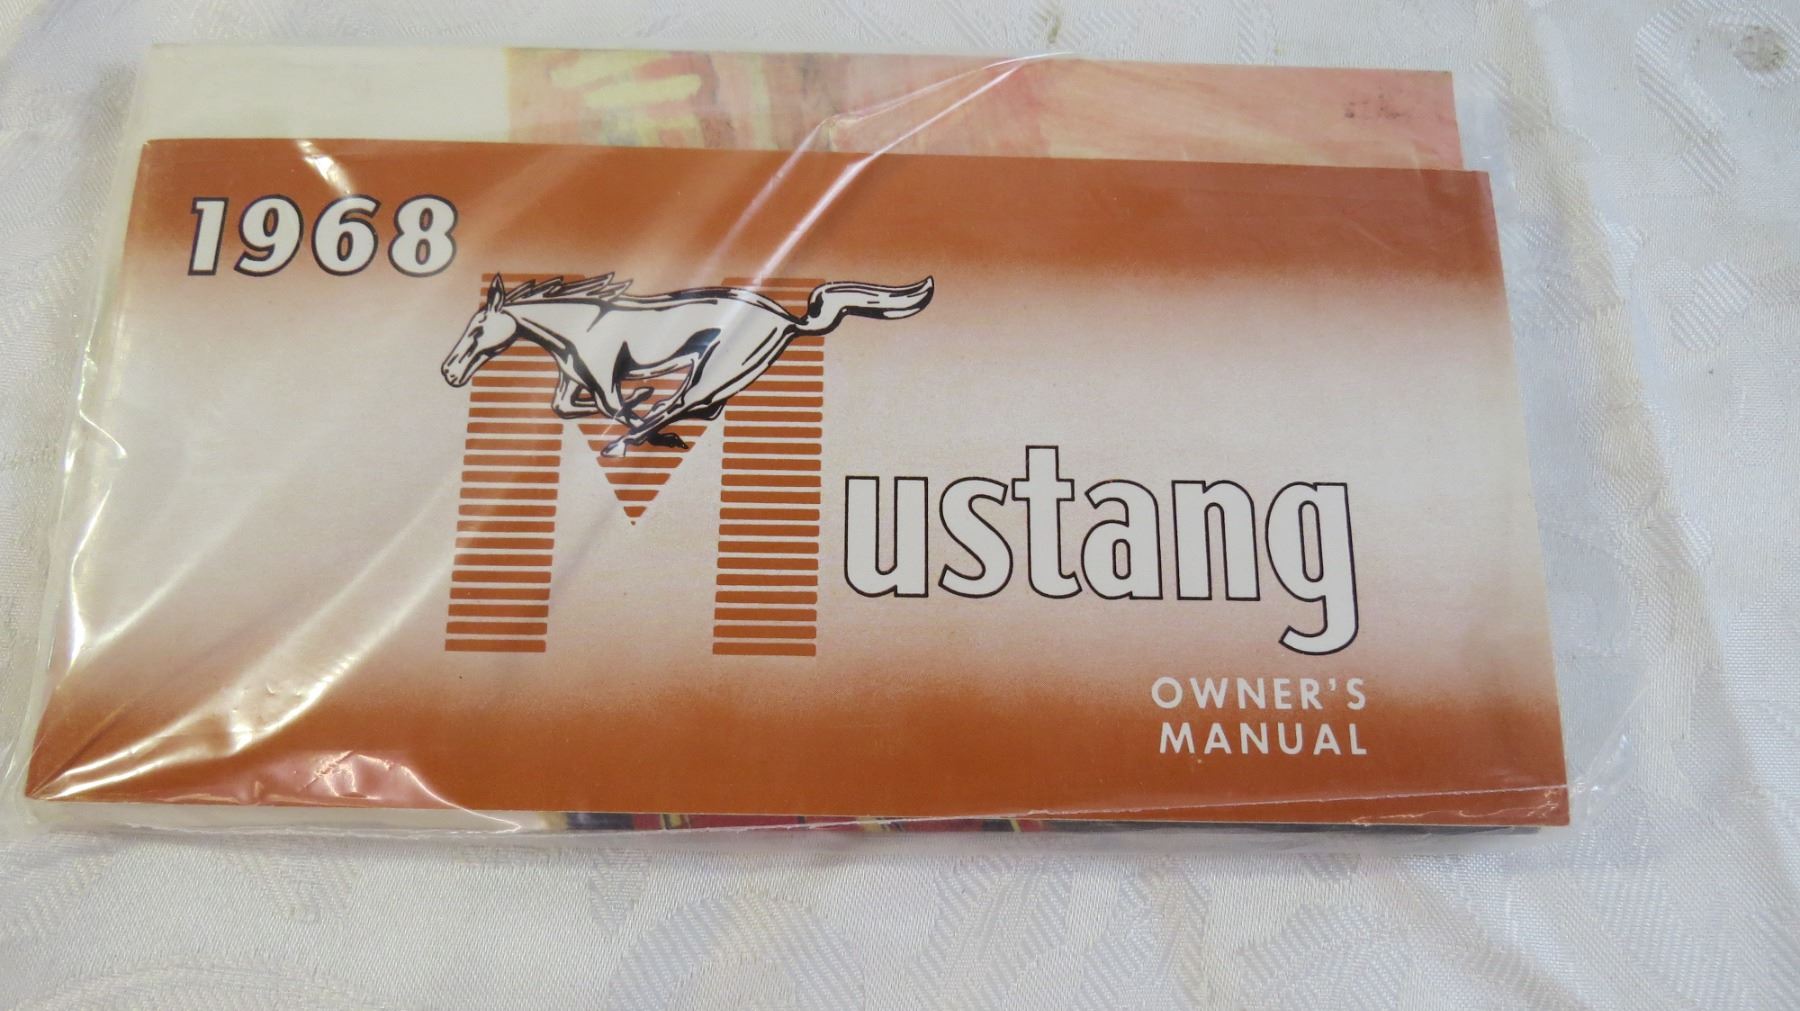 1968
Mustang
OWNER'S
MANUAL